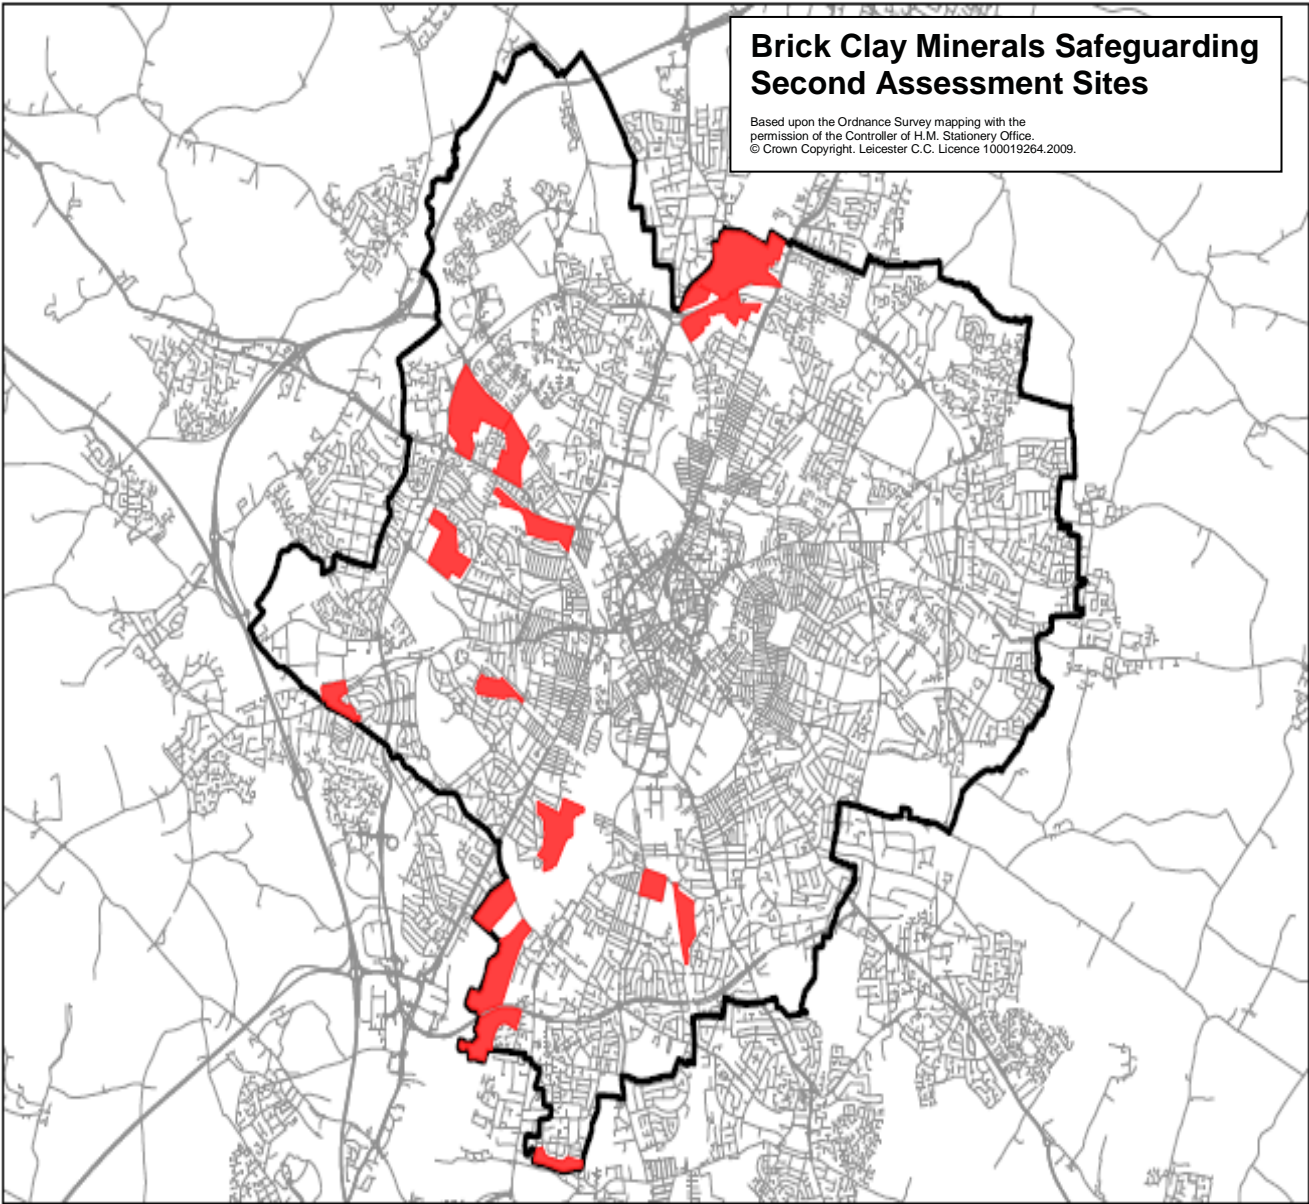 Brick Clay Minerals Safeguarding
Second Assessment Sites
Based upon the Ordnance Survey mapping with the
permission of the Controller of H.M. Stationery Office.
© Crown Copyright. Leicester C.C. Licence 100019264.2009.